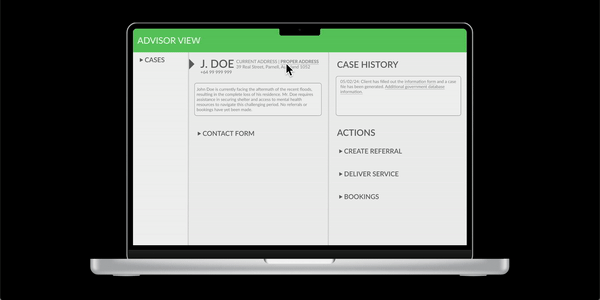 ADVISOR VIEW
CASES
J. DOE
CURRENT ADDRESS | PROPER ADDRESS
39 Real Street, Parnell, 1052
+64 99 999 999
John Doe is currently facing the aftermath of the recent floods,
resulting in the complete loss of his residence. Mr. Doe requires
assistance in securing shelter and access to mental health
resources to navigate this challenging period. No referrals or
bookings have yet been made.
CONTACT FORM
CASE HISTORY
05/02/24. Client has filled out the information form and a case
file has been generated. Additional government database
information.
ACTIONS
CREATE REFERRAL
DELIVER SERVICE
BOOKINGS